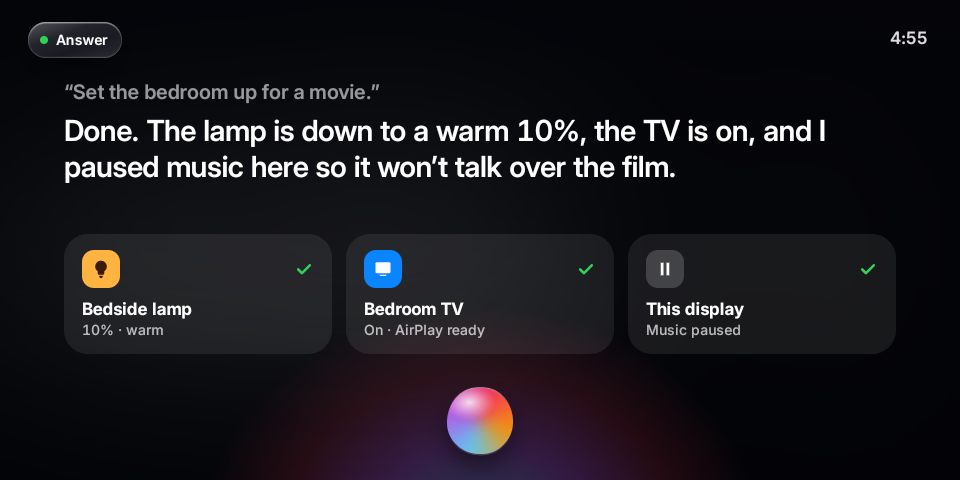 Answer
4:55
“Set the bedroom up for a movie.”
Done. The lamp is down to a warm 10%, the TV is on, and I
paused music here so it won’t talk over the film.
Bedside lamp
10% · warm
Bedroom TV
On · AirPlay ready
This display
Music paused